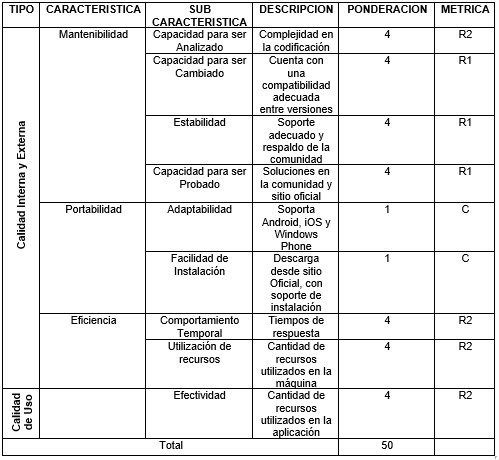 TIPO CARACTERISTICA SUB CARACTERISTICA DESCRIPCION PONDERACION METRICA
Calidad Interna y Externa
Mantenibilidad
Capacidad para ser
Analizado
Complejidad en
la codificación
4
R2
Capacidad para ser
Cambiado
Cuenta con
una
compatibilidad
adecuada
entre versiones
4
R1
Estabilidad
Soporte
adecuado y
respaldo de la
comunidad
4
R1
Capacidad para ser
Probado
Soluciones en
la comunidad y
sitio oficial
4
R1
Portabilidad
Adaptabilidad
Soporta
Android, iOS y
Windows
Phone
1
C
Facilidad de
Instalación
Descarga
desde sitio
Oficial, con
soporte de
instalación
1
C
Eficiencia
Comportamiento
Temporal
Tiempos de
respuesta
4
R2
Utilización de
recursos
Cantidad de
recursos
utilizados en la
máquina
4
R2
Calidad
de Uso
Efectividad
Cantidad de
recursos
utilizados en la
aplicación
4
R2
Total
50